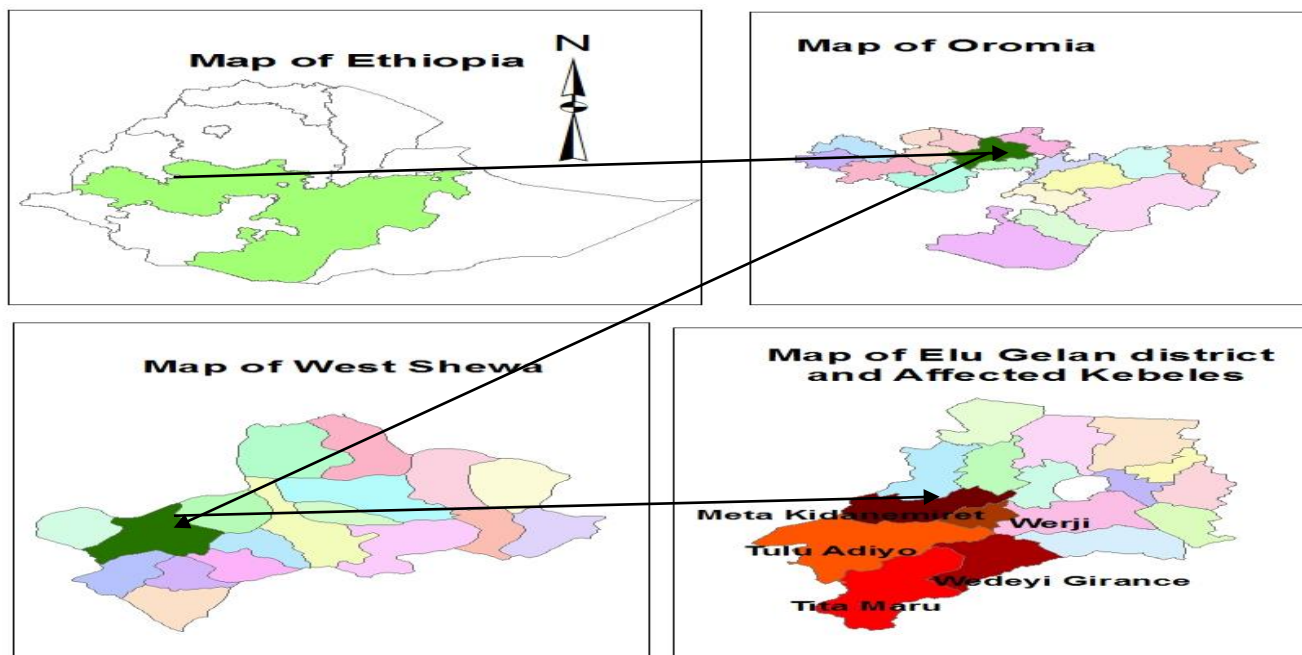 Map of Ethiopia
N
Map of Oromia
Map of West Shewa
Map of Elu Gelan district
and Affected Kebeles
Meta Kidanemiret
Werji
Tulu Adiyo
Wedeyi Girance
Tita Maru